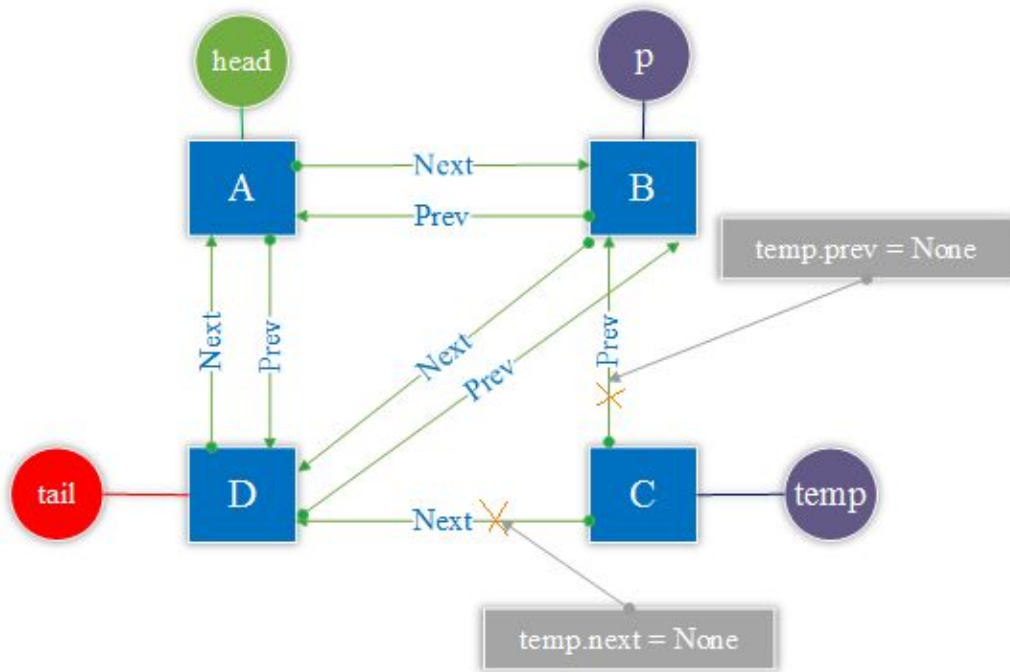 head
p
A
Next
B
Prev
temp.prev = None
Next
Prev
Next
Prev
Prev
tail
D
Next
C
temp
temp.next = None